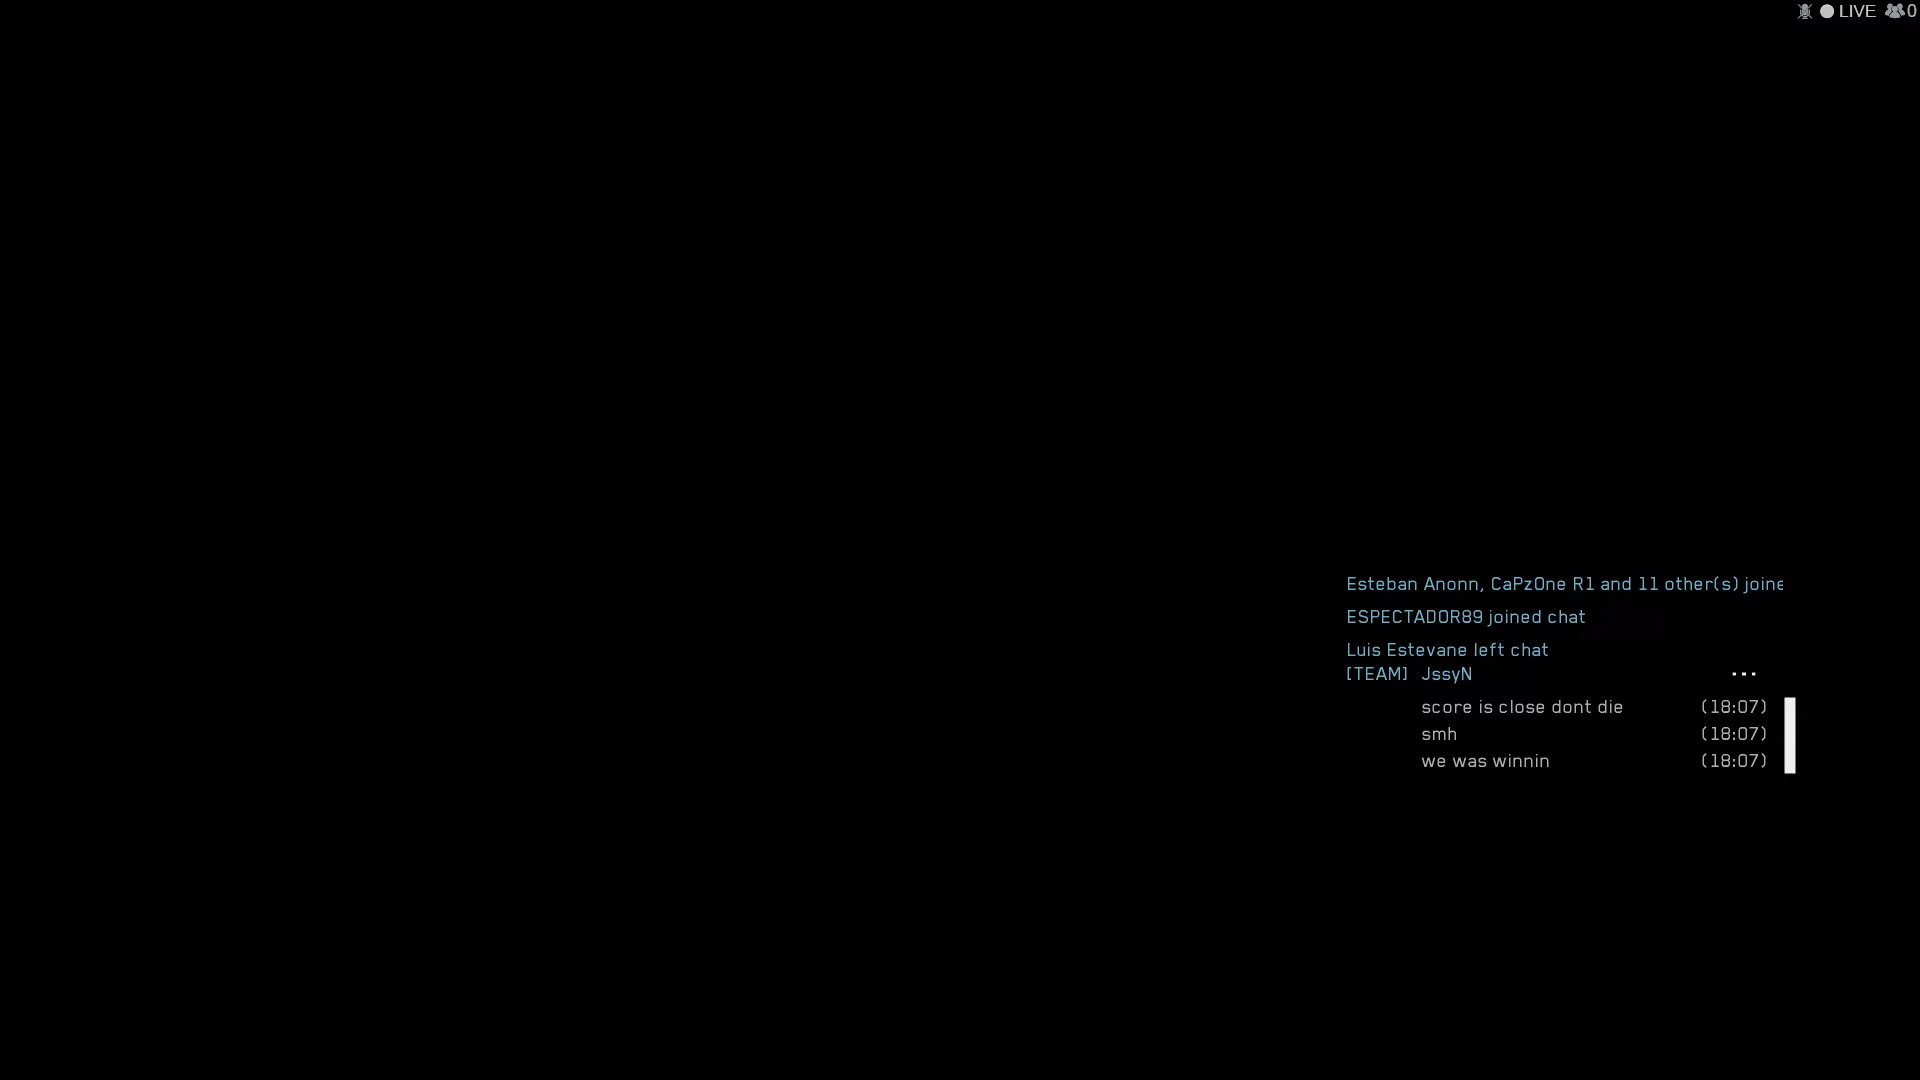 LIVE 0
Esteban Anonn, CaPzOne R1 and 11 other(s) joine
ESPECTADOR89 joined chat
Luis Estevane left chat
[TEAM] JssyN ...
score is close dont die (18:07)
smh (18:07)
we was winnin (18:07)